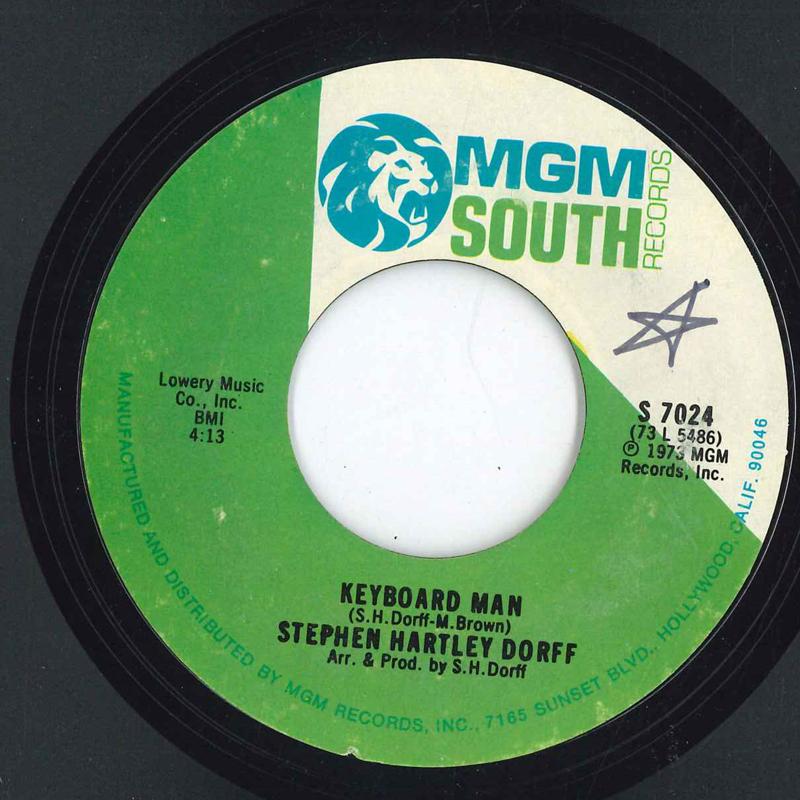 MGM
SOUTH
RECORDS
Lowery Music
Co., Inc.
BMI
4:13
S 7024
(73 L 5486)
℗ 1973 MGM
Records, Inc.
KEYBOARD MAN
(S.H.Dorff-M.Brown)
STEPHEN HARTLEY DORFF
Arr. & Prod. by S.H.Dorff
MANUFACTURED AND DISTRIBUTED BY MGM RECORDS, INC., 7165 SUNSET BLVD., HOLLYWOOD, CALIF. 90046